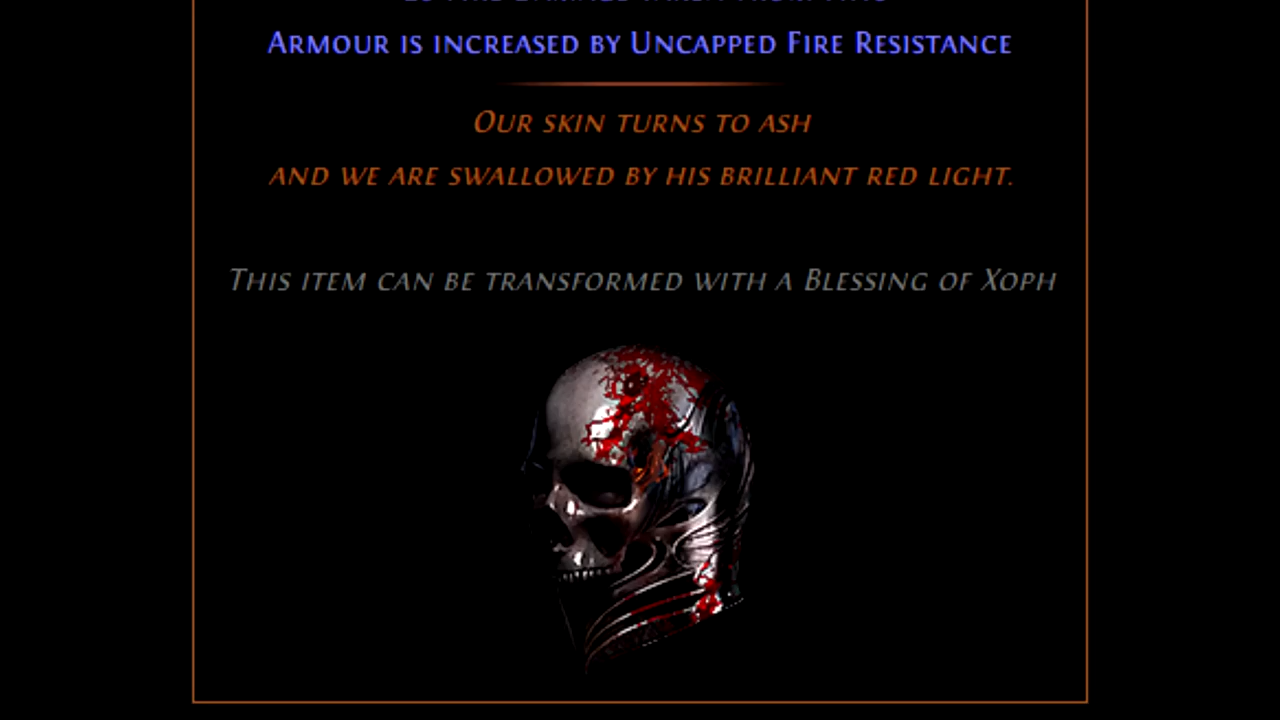 Armour is increased by Uncapped Fire Resistance
Our skin turns to ash
and we are swallowed by his brilliant red light.
This item can be transformed with a Blessing of Xoph